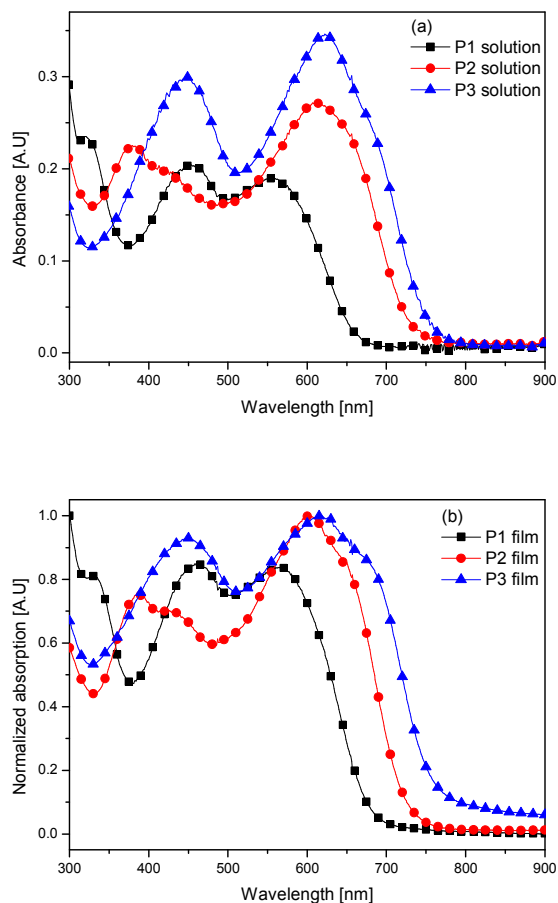 (a)
P1 solution
P2 solution
P3 solution
Absorbance [A.U]
0.3
0.2
0.1
0.0
300 400 500 600 700 800 900
Wavelength [nm]
(b)
P1 film
P2 film
P3 film
Normalized absorption [A.U]
1.0
0.8
0.6
0.4
0.2
0.0
300 400 500 600 700 800 900
Wavelength [nm]